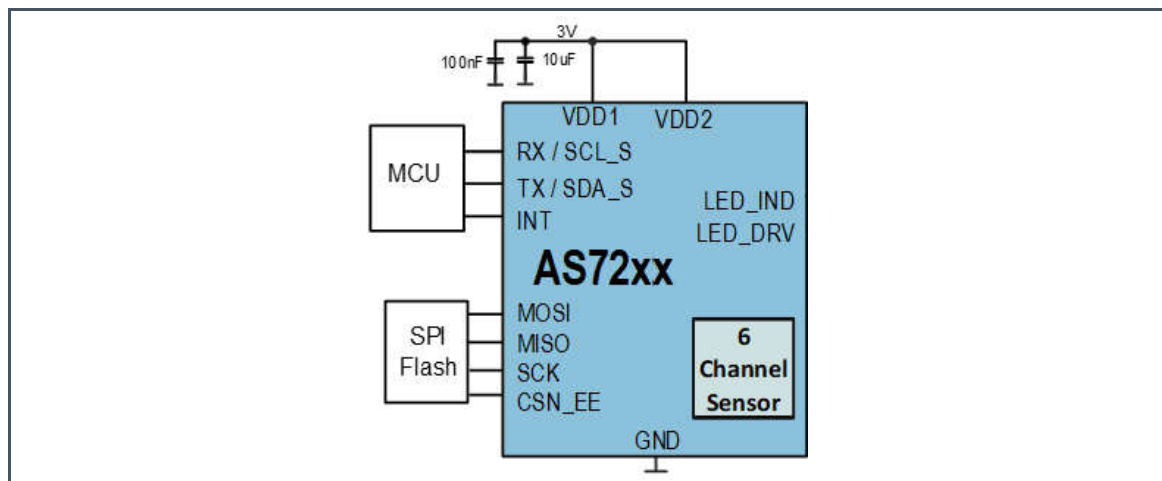 3V
100nF
10uF
VDD1
VDD2
MCU
RX / SCL_S
TX / SDA_S
INT
LED_IND
LED_DRV
AS72xx
SPI
Flash
MOSI
MISO
SCK
CSN_EE
6
Channel
Sensor
GND